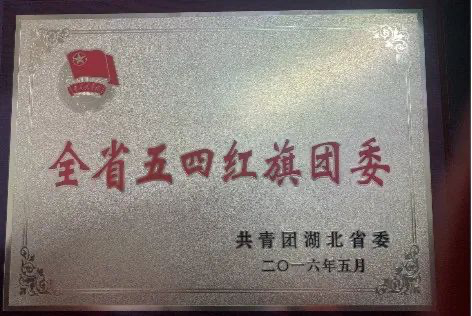 全省五四红旗团委
共青团湖北省委
二〇一六年五月